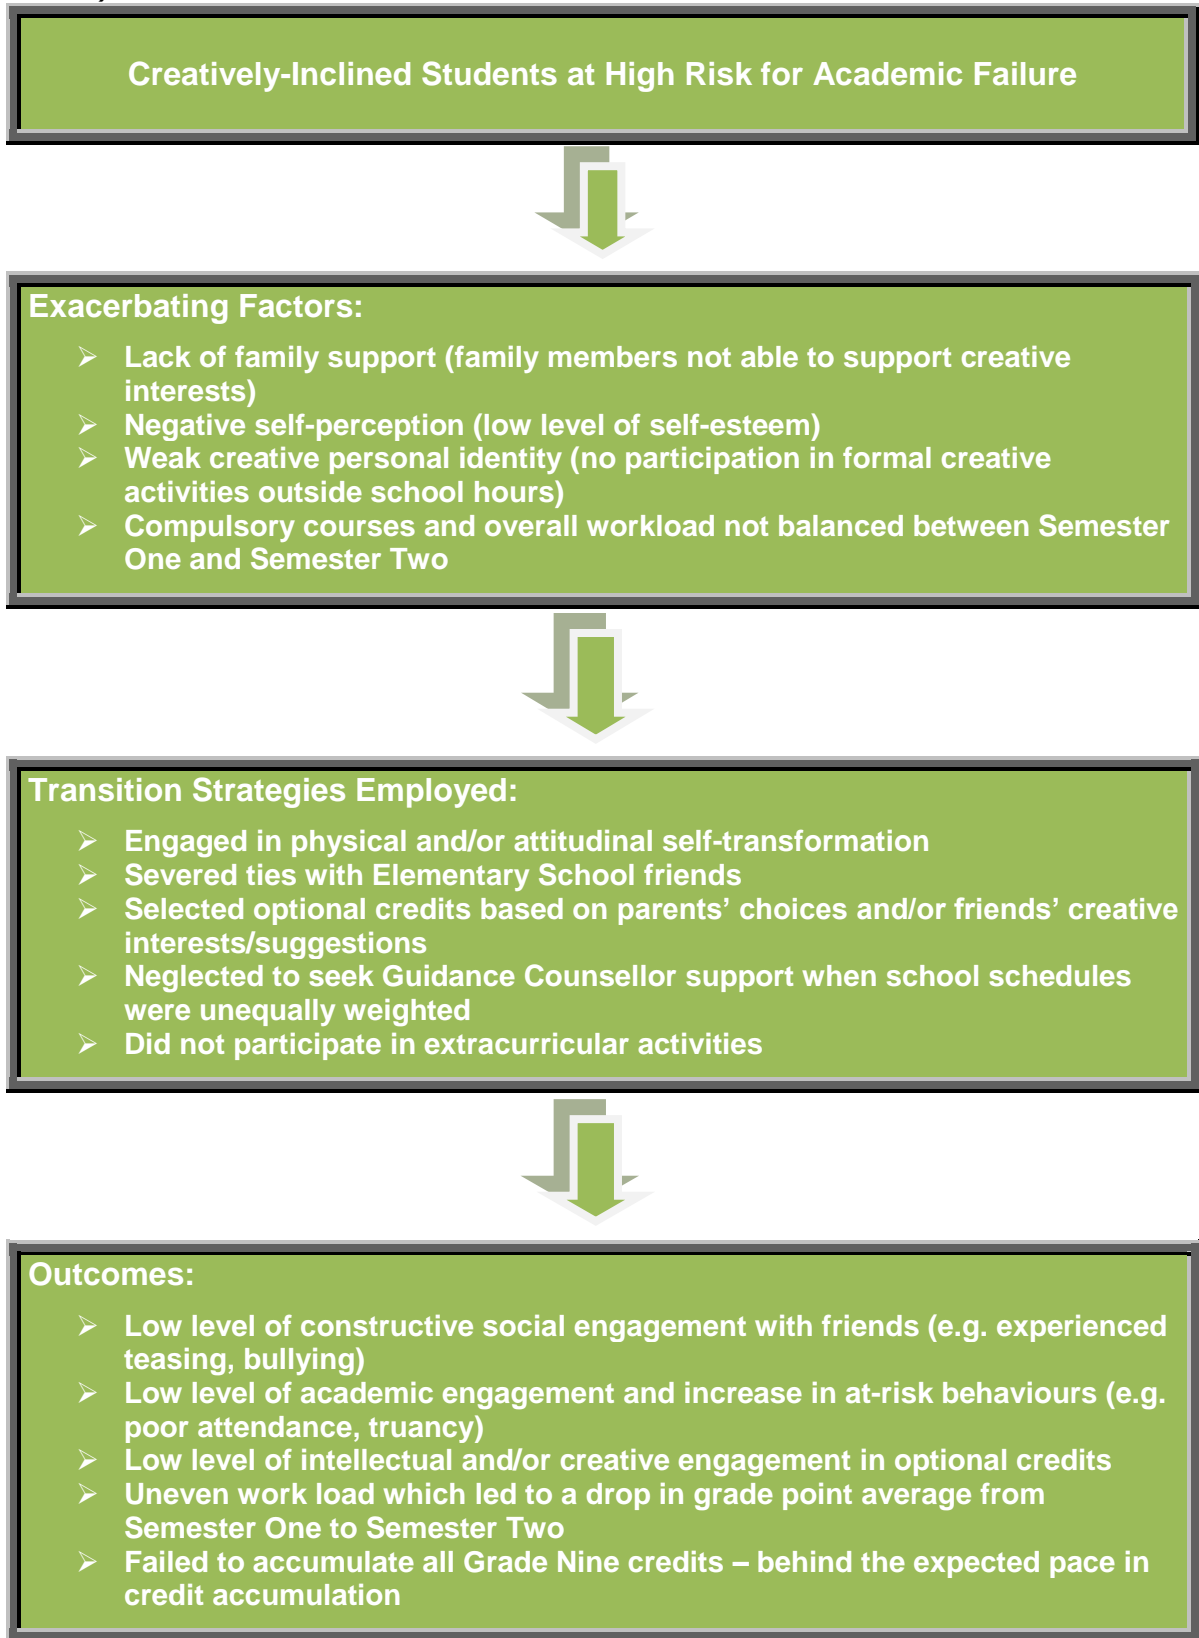 Creatively-Inclined Students at High Risk for Academic Failure
Exacerbating Factors:
➢ Lack of family support (family members not able to support creative
interests)
➢ Negative self-perception (low level of self-esteem)
➢ Weak creative personal identity (no participation in formal creative
activities outside school hours)
➢ Compulsory courses and overall workload not balanced between Semester
One and Semester Two
Transition Strategies Employed:
➢ Engaged in physical and/or attitudinal self-transformation
➢ Severed ties with Elementary School friends
➢ Selected optional credits based on parents’ choices and/or friends’ creative
interests/suggestions
➢ Neglected to seek Guidance Counsellor support when school schedules
were unequally weighted
➢ Did not participate in extracurricular activities
Outcomes:
➢ Low level of constructive social engagement with friends (e.g. experienced
teasing, bullying)
➢ Low level of academic engagement and increase in at-risk behaviours (e.g.
poor attendance, truancy)
➢ Low level of intellectual and/or creative engagement in optional credits
➢ Uneven work load which led to a drop in grade point average from
Semester One to Semester Two
➢ Failed to accumulate all Grade Nine credits – behind the expected pace in
credit accumulation